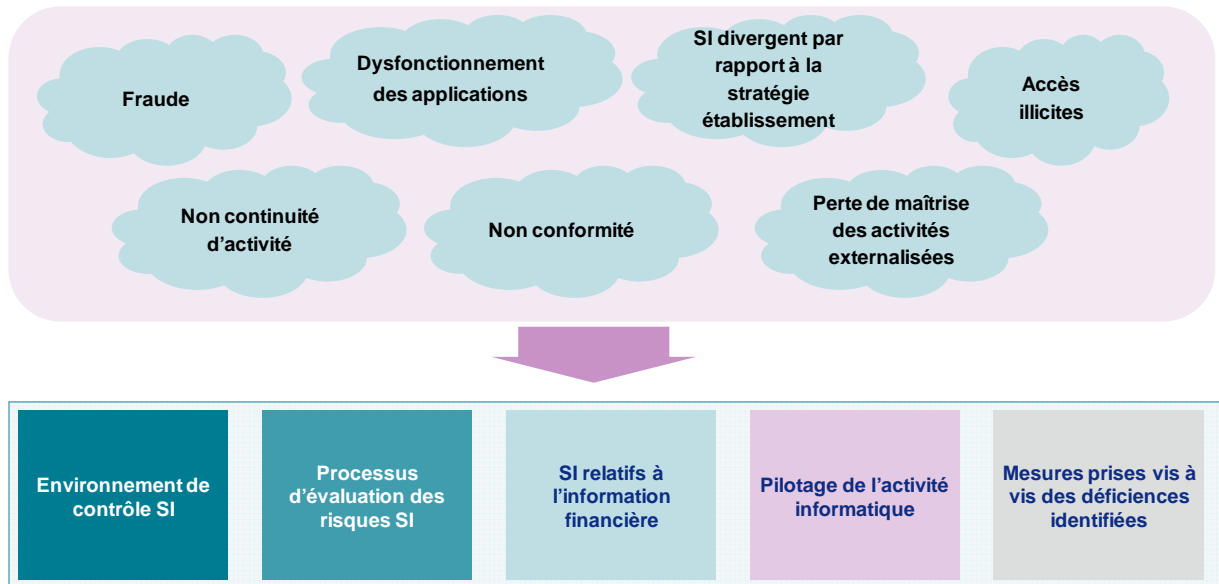 Fraude
Dysfonctionnement
des applications
SI divergent par
rapport à la
stratégie
établissement
Accès
illicites
Non continuité
d'activité
Non conformité
Perte de maîtrise
des activités
externalisées
Environnement de
contrôle SI
Processus
d'évaluation des
risques SI
SI relatifs à
l'information
financière
Pilotage de l'activité
informatique
Mesures prises vis à
vis des déficiences
identifiées